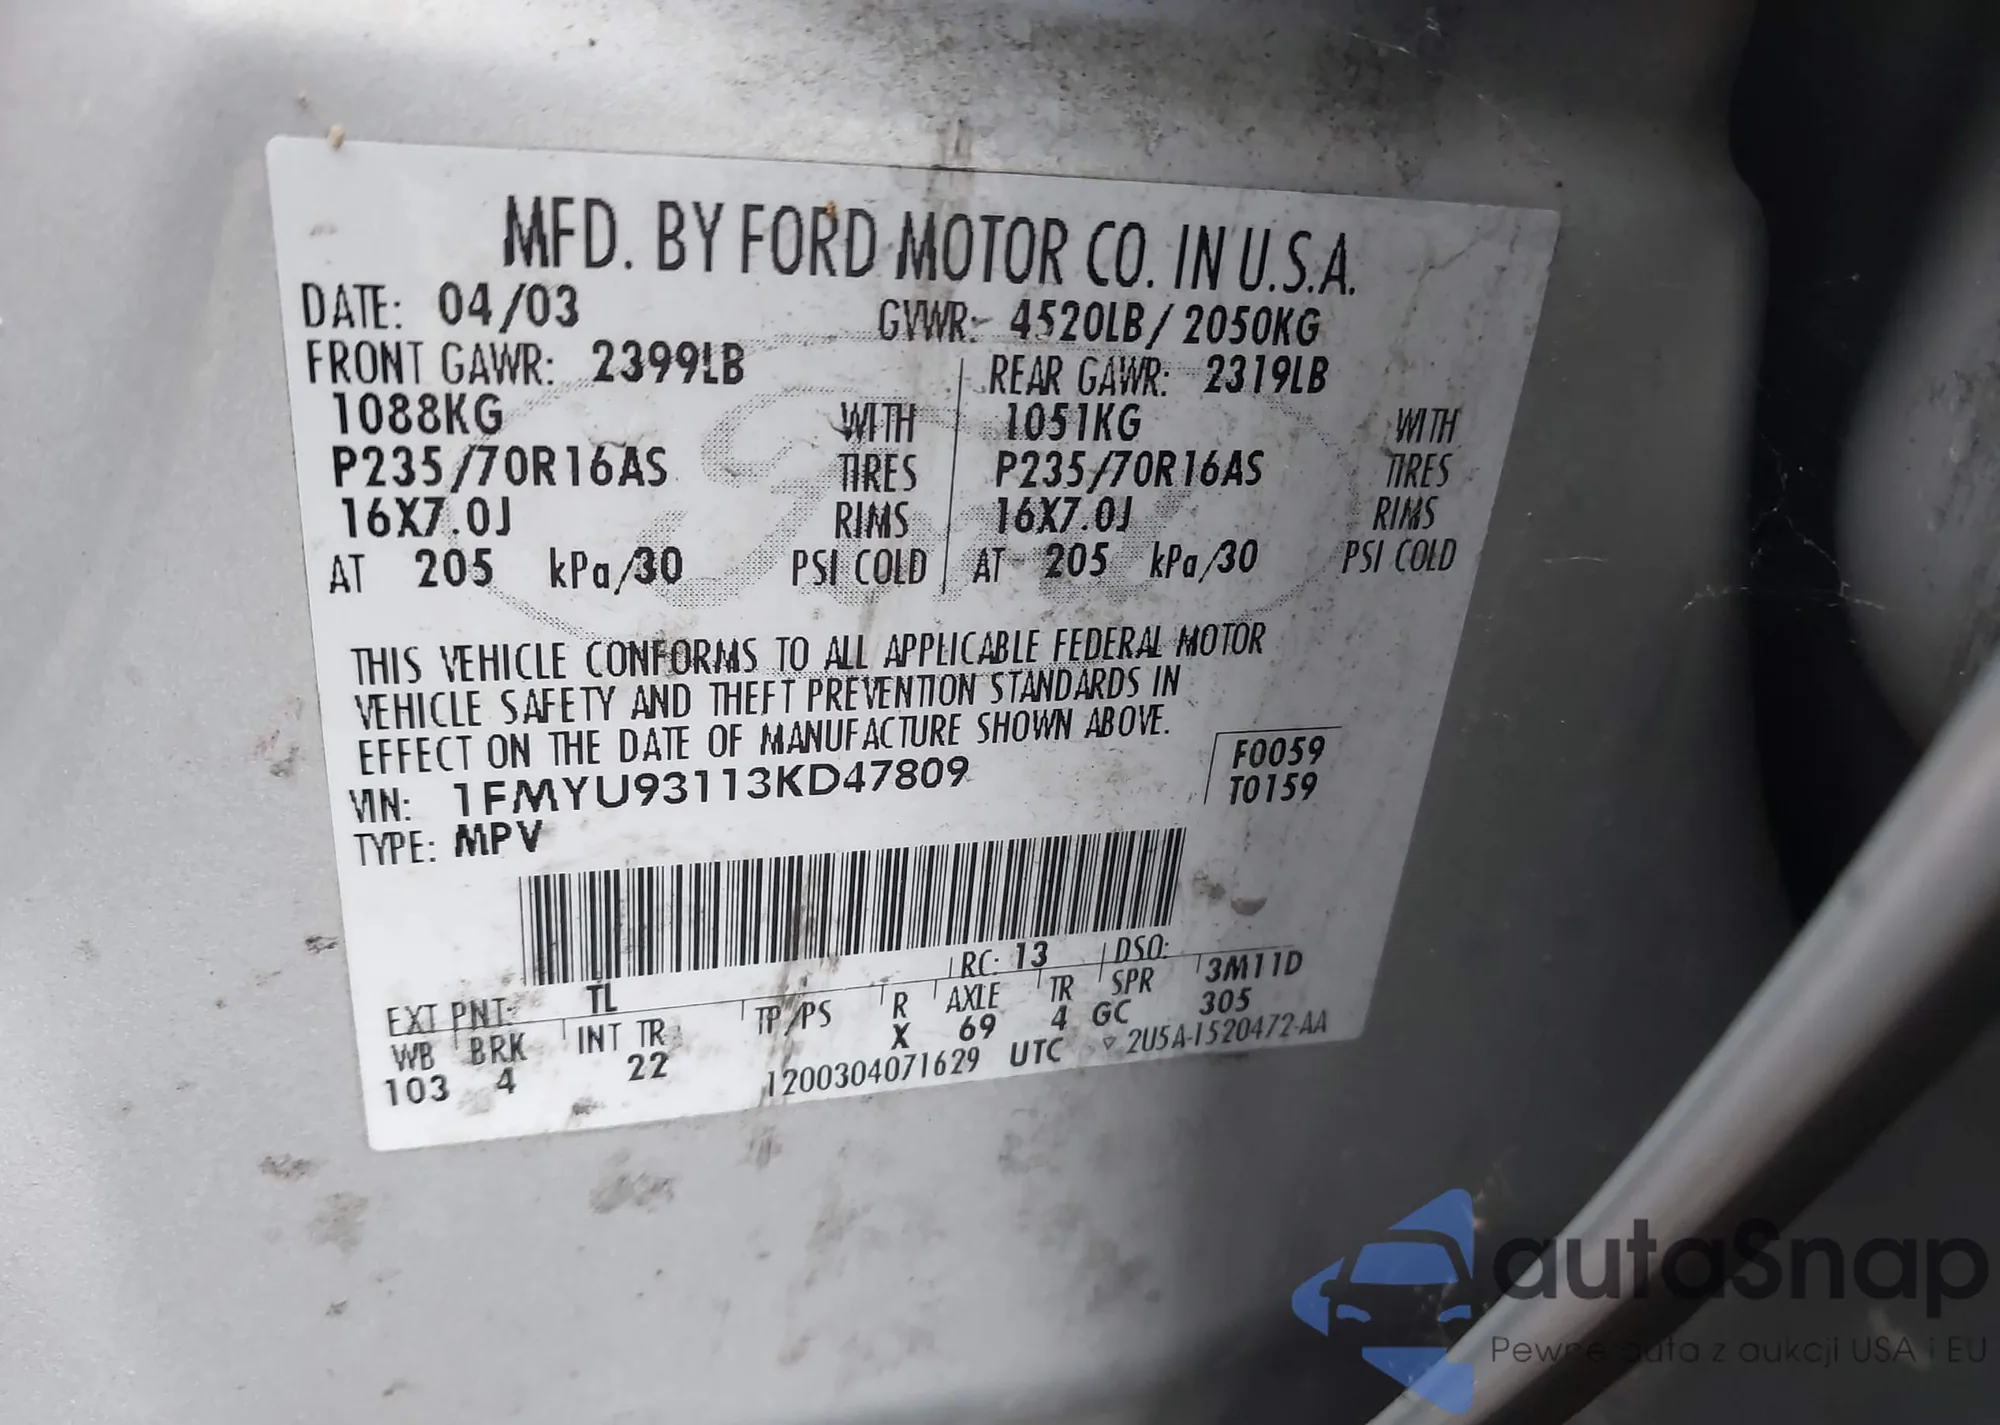 MFD. BY FORD MOTOR CO. IN U.S.A.
DATE: 04/03 GVWR: 4520LB / 2050KG
FRONT GAWR: 2399LB REAR GAWR: 2319LB
1088KG WITH 1051KG WITH
P235/70R16AS TIRES P235/70R16AS TIRES
16X7.0J RIMS 16X7.0J RIMS
AT 205 kPa/30 PSI COLD AT 205 kPa/30 PSI COLD
THIS VEHICLE CONFORMS TO ALL APPLICABLE FEDERAL MOTOR
VEHICLE SAFETY AND THEFT PREVENTION STANDARDS IN
EFFECT ON THE DATE OF MANUFACTURE SHOWN ABOVE.
VIN: 1FMYU93113KD47809
F0059
TYPE: MPV
T0159
EXT PNT: TL RC: 13 DSO:
WB BRK INT TR TP/PS R AXLE TR SPR 3M11D
103 4 22 X 69 4 GC 305
1200304071629 UTC ▽ 2U5A-1520472-AA
Ford
autaSnap
Pewne auta z aukcji USA i EU